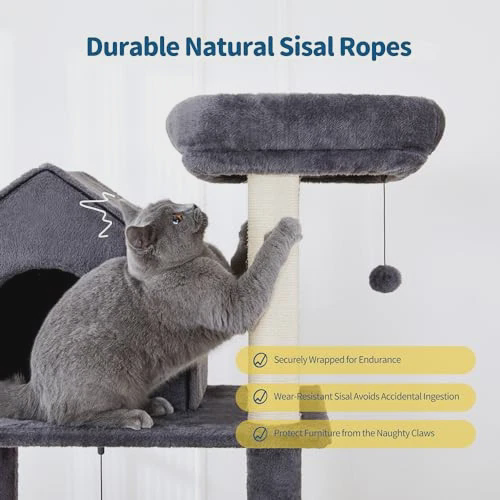 Durable Natural Sisal Ropes
Securely Wrapped for Endurance
Wear-Resistant Sisal Avoids Accidental Ingestion
Protect Furniture from the Naughty Claws